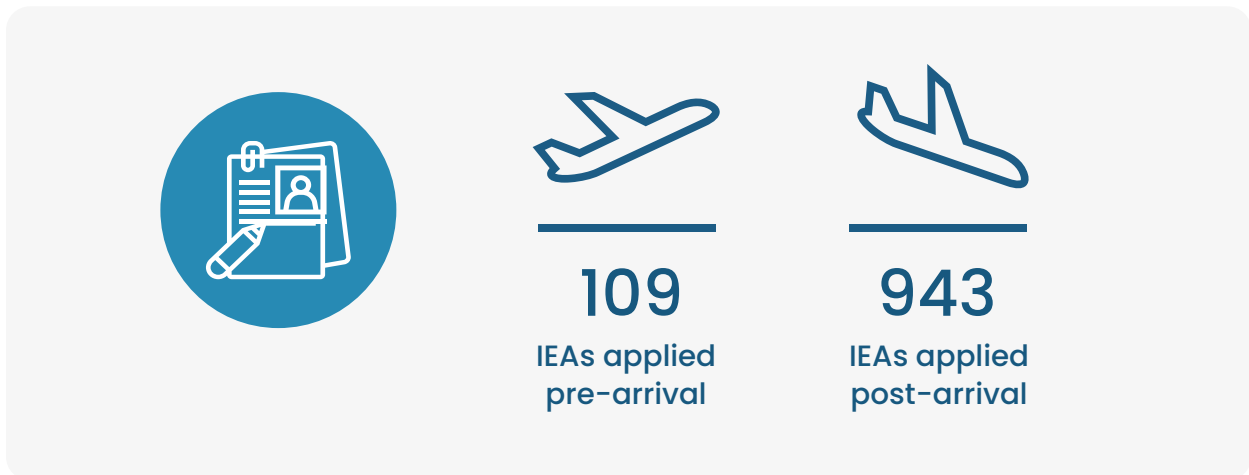 109
IEAs applied
pre-arrival
943
IEAs applied
post-arrival